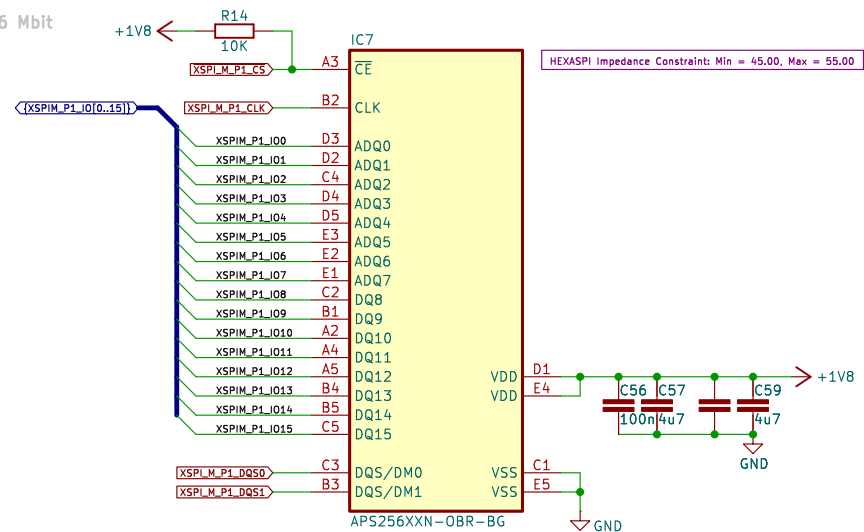 6 Mbit
R14
+1V8
10K
IC7
HEXASPI Impedance Constraint: Min = 45.00, Max = 55.00
XSPI_M_P1_CS A3 CE
XSPI_M_P1_CLK B2 CLK
{XSPIM_P1_IO[0..15]}
XSPIM_P1_IO0 D3 ADQ0
XSPIM_P1_IO1 D2 ADQ1
XSPIM_P1_IO2 C4 ADQ2
XSPIM_P1_IO3 D4 ADQ3
XSPIM_P1_IO4 D5 ADQ4
XSPIM_P1_IO5 E3 ADQ5
XSPIM_P1_IO6 E2 ADQ6
XSPIM_P1_IO7 E1 ADQ7
XSPIM_P1_IO8 C2 DQ8
XSPIM_P1_IO9 B1 DQ9
XSPIM_P1_IO10 A2 DQ10
XSPIM_P1_IO11 A4 DQ11
XSPIM_P1_IO12 A5 DQ12
XSPIM_P1_IO13 B4 DQ13
XSPIM_P1_IO14 B5 DQ14
XSPIM_P1_IO15 C5 DQ15
VDD D1
VDD E4
+1V8
C56 C57 C59
100n 4u7 4u7
GND
XSPI_M_P1_DQS0 C3 DQS/DM0
XSPI_M_P1_DQS1 B3 DQS/DM1
VSS C1
VSS E5
APS256XXN-OBR-BG
GND